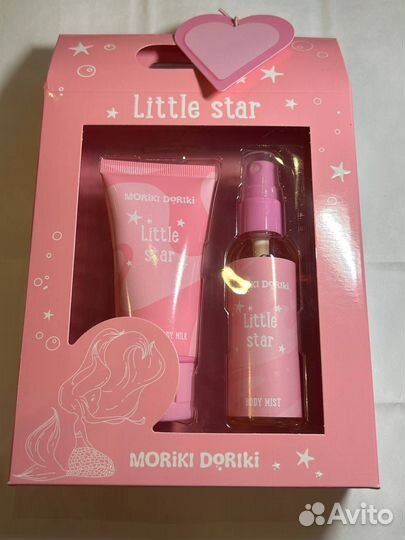 Little star
MORIKI DORIKI
Little
star
BODY MILK
MORIKI DORIKI
Little
star
BODY MIST
MORIKI DORIKI
Avito